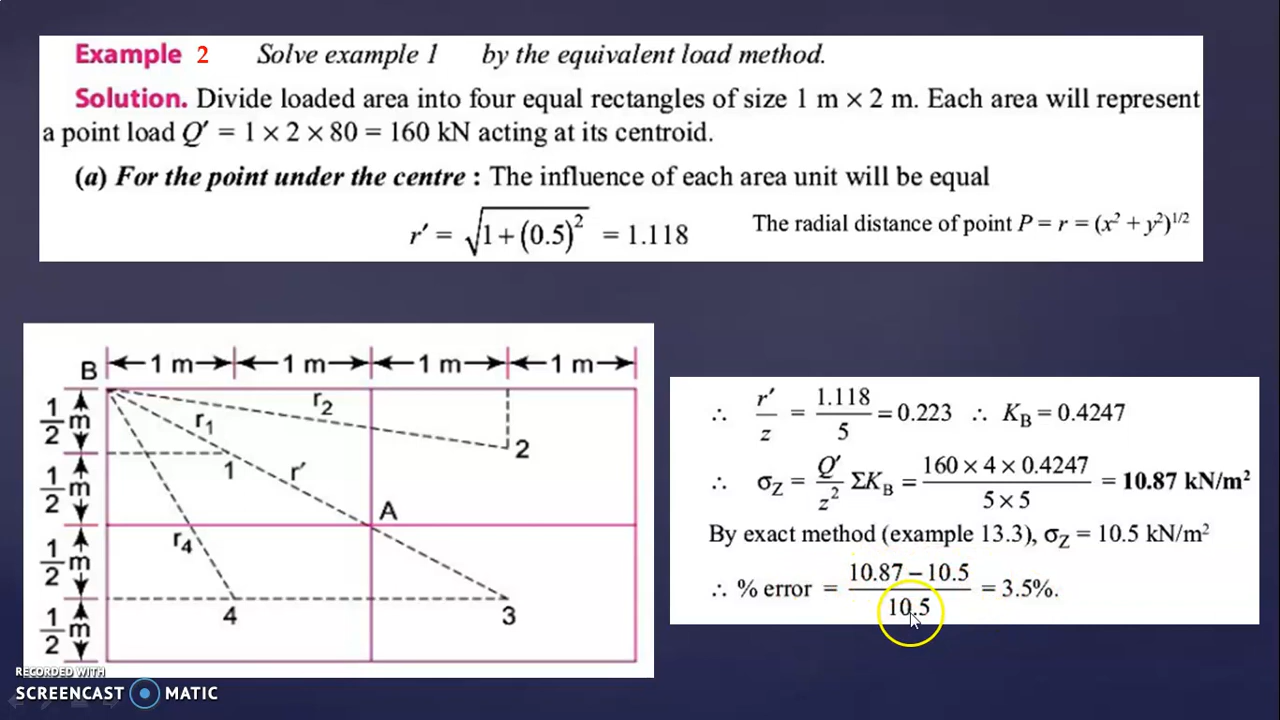 Example 2 Solve example 1 by the equivalent load method.
Solution. Divide loaded area into four equal rectangles of size 1 m × 2 m. Each area will represent
a point load Q′ = 1 × 2 × 80 = 160 kN acting at its centroid.
(a) For the point under the centre : The influence of each area unit will be equal
r′ = √(1 + (0.5)²) = 1.118 The radial distance of point P = r = (x² + y²)^1/2
B 1 m 1 m 1 m 1 m
1/2 m
1/2 m
1/2 m
1/2 m
r₂
r₁
2
1
r′
A
r₄
4
3
∴ r′/z = 1.118/5 = 0.223 ∴ K_B = 0.4247
∴ σ_Z = Q′/z² ΣK_B = 160 × 4 × 0.4247 / 5 × 5 = 10.87 kN/m²
By exact method (example 13.3), σ_Z = 10.5 kN/m²
∴ % error = 10.87 – 10.5 / 10.5 = 3.5%.
RECORDED WITH
SCREENCAST MATIC